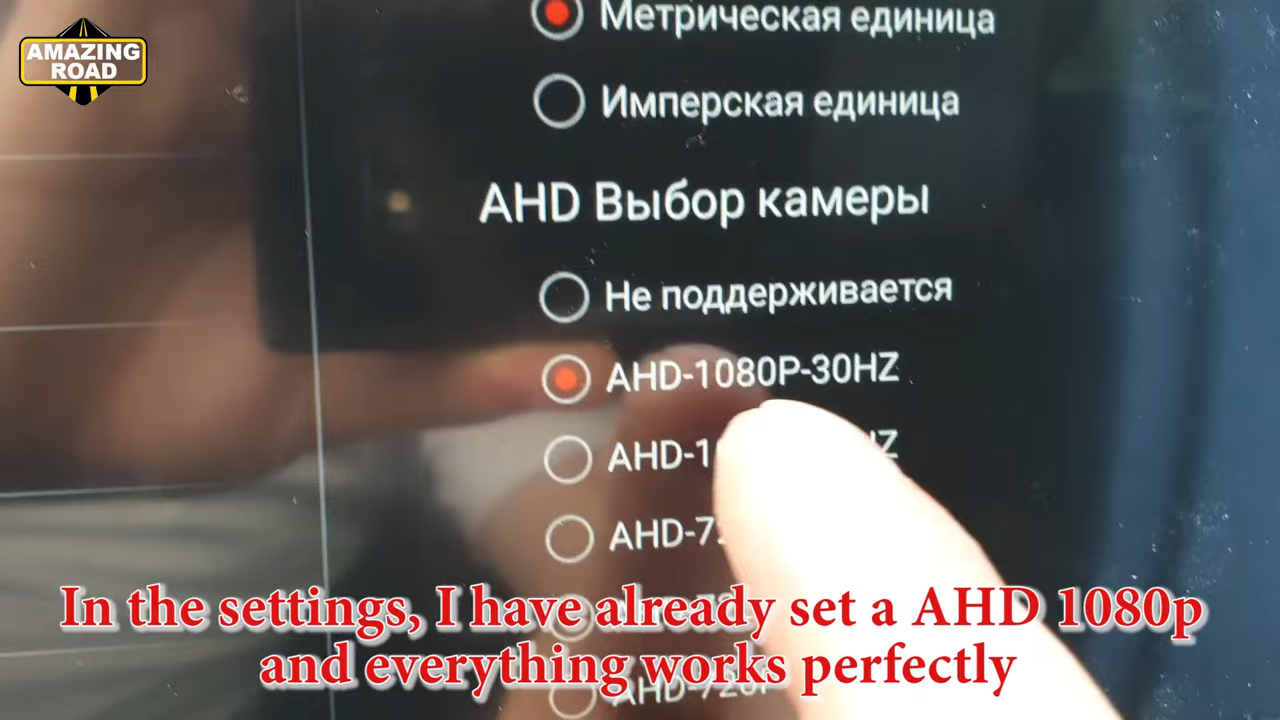 AMAZING
ROAD
Метрическая единица
Имперская единица
AHD Выбор камеры
Не поддерживается
AHD-1080P-30HZ
In the settings, I have already set a AHD 1080p
and everything works perfectly